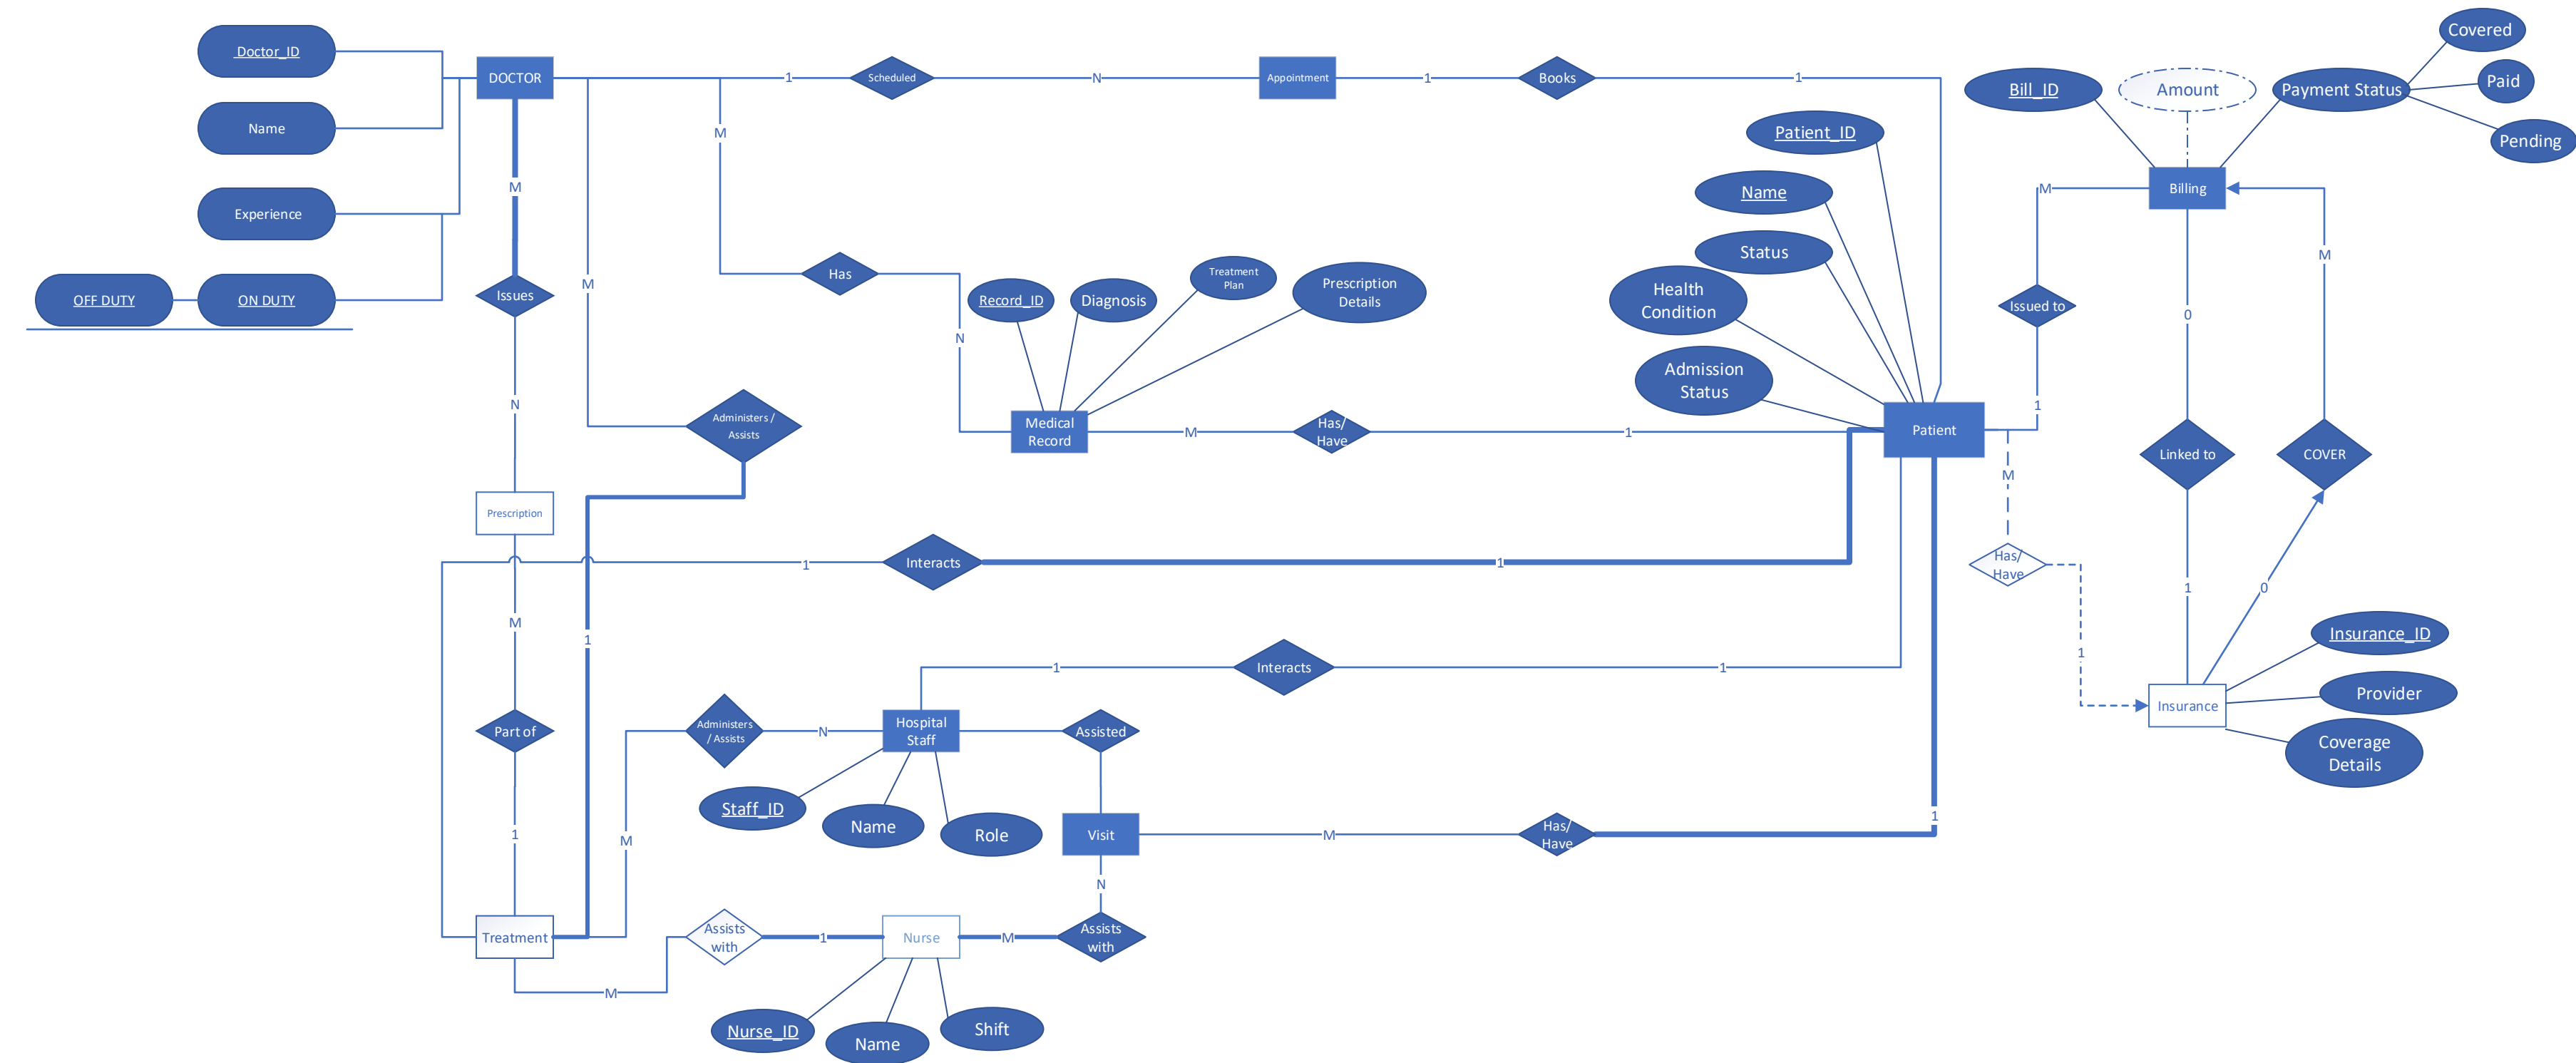 Doctor_ID
Name
Experience
OFF DUTY
ON DUTY
DOCTOR
1
Scheduled
N
Appointment
1
Books
1
M
Issues
N
Prescription
M
Part of
1
Treatment
M
Administers /
Assists
1
M
Has
N
Record_ID
Diagnosis
Treatment
Plan
Prescription
Details
Medical
Record
M
Has/
Have
1
Patient_ID
Name
Status
Health
Condition
Admission
Status
Patient
Covered
Paid
Pending
Payment Status
Amount
Bill_ID
Billing
M
Issued to
1
0
Linked to
1
M
COVER
0
M
Has/
Have
1
Insurance
Insurance_ID
Provider
Coverage
Details
1
Interacts
1
1
Interacts
1
M
Administers
/ Assists
N
Hospital
Staff
Assisted
Staff_ID
Name
Role
Visit
M
Has/
Have
1
N
Assists
with
M
Nurse
1
Assists
with
M
Nurse_ID
Name
Shift